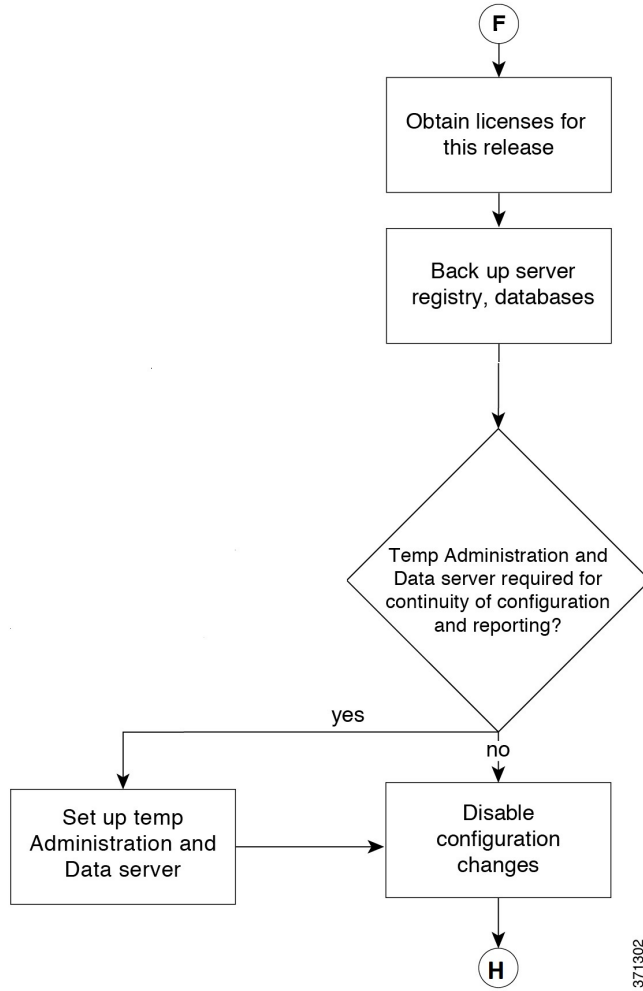 F
Obtain licenses for
this release
Back up server
registry, databases
Temp Administration and
Data server required for
continuity of configuration
and reporting?
yes
no
Set up temp
Administration and
Data server
Disable
configuration
changes
H
371302